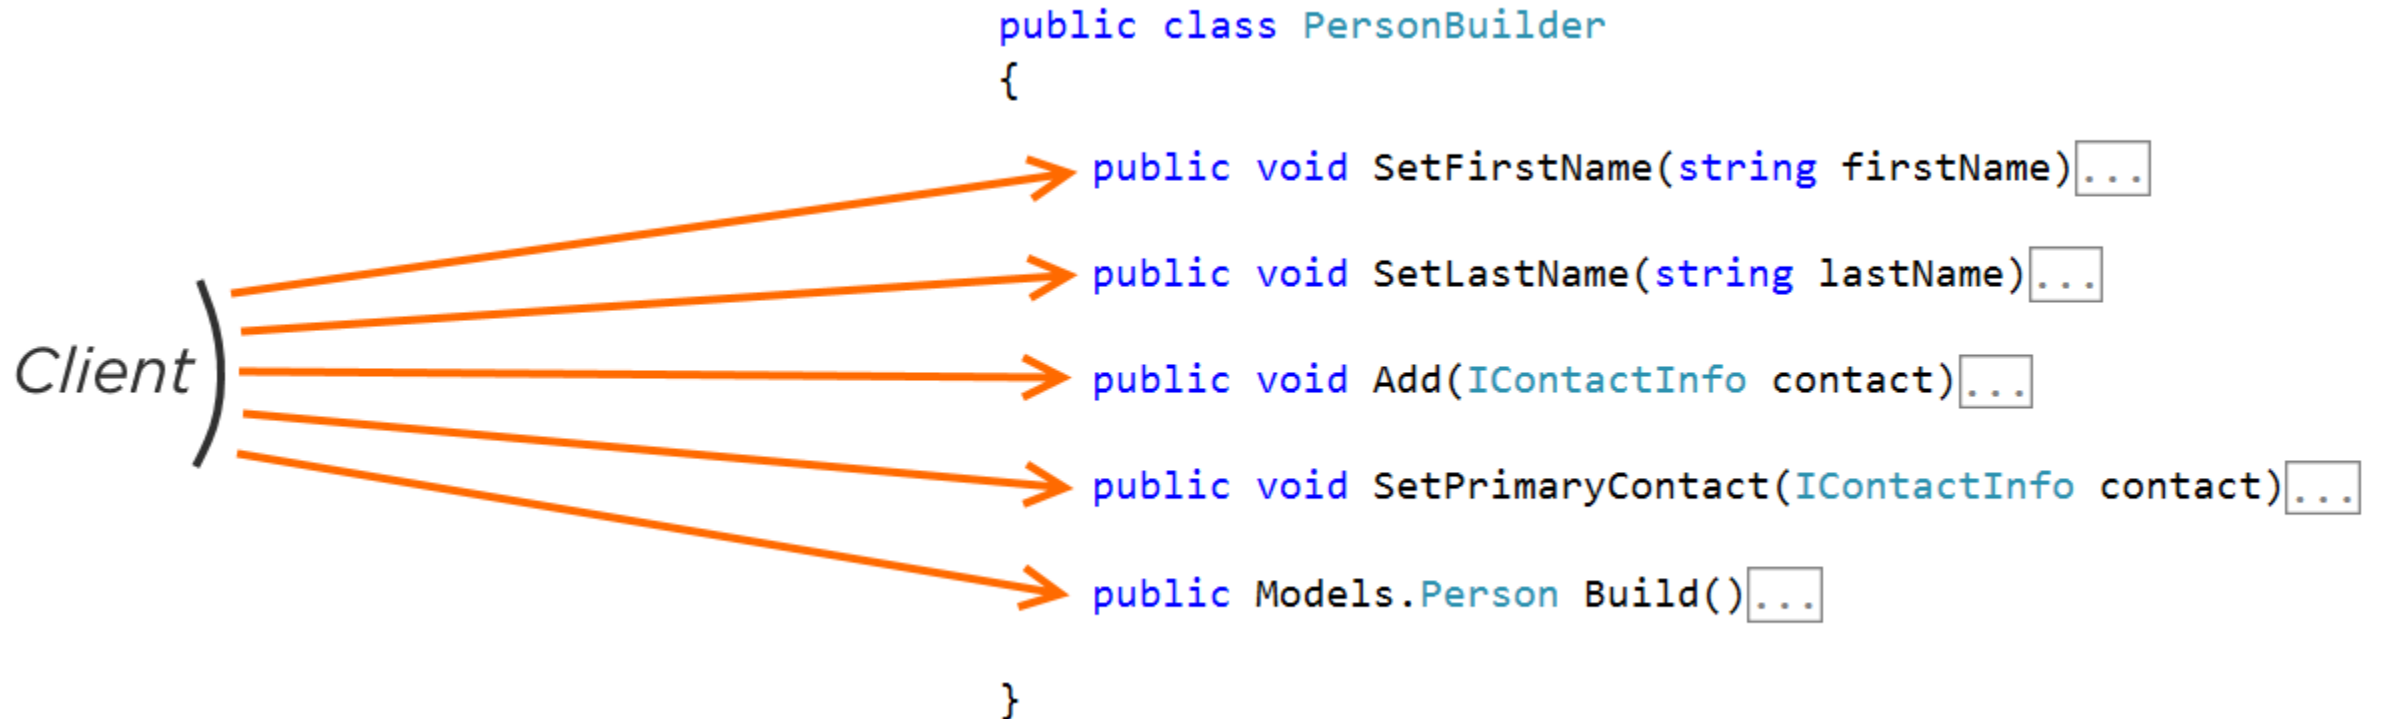 public class PersonBuilder
{
public void SetFirstName(string firstName)...
public void SetLastName(string lastName)...
Client
public void Add(IContactInfo contact)...
public void SetPrimaryContact(IContactInfo contact)...
public Models.Person Build()...
}